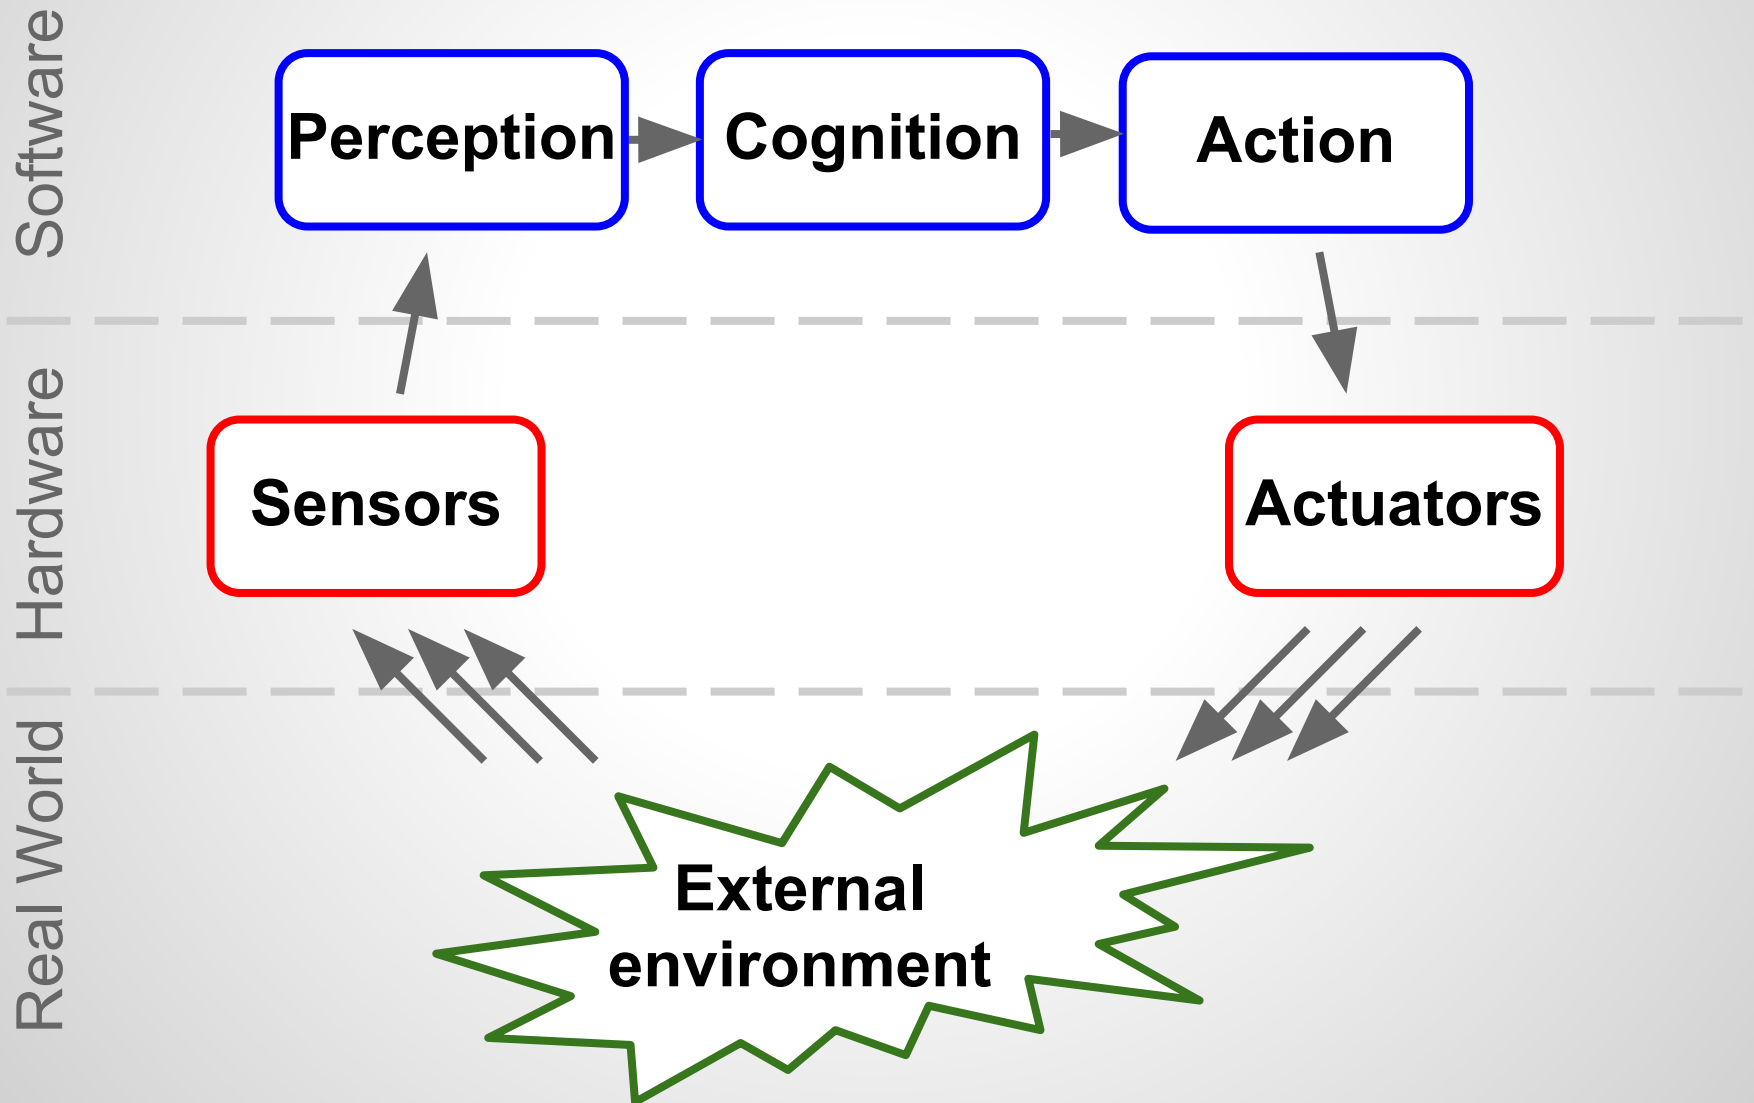 Software
Perception
Cognition
Action
Hardware
Sensors
Actuators
Real World
External
environment